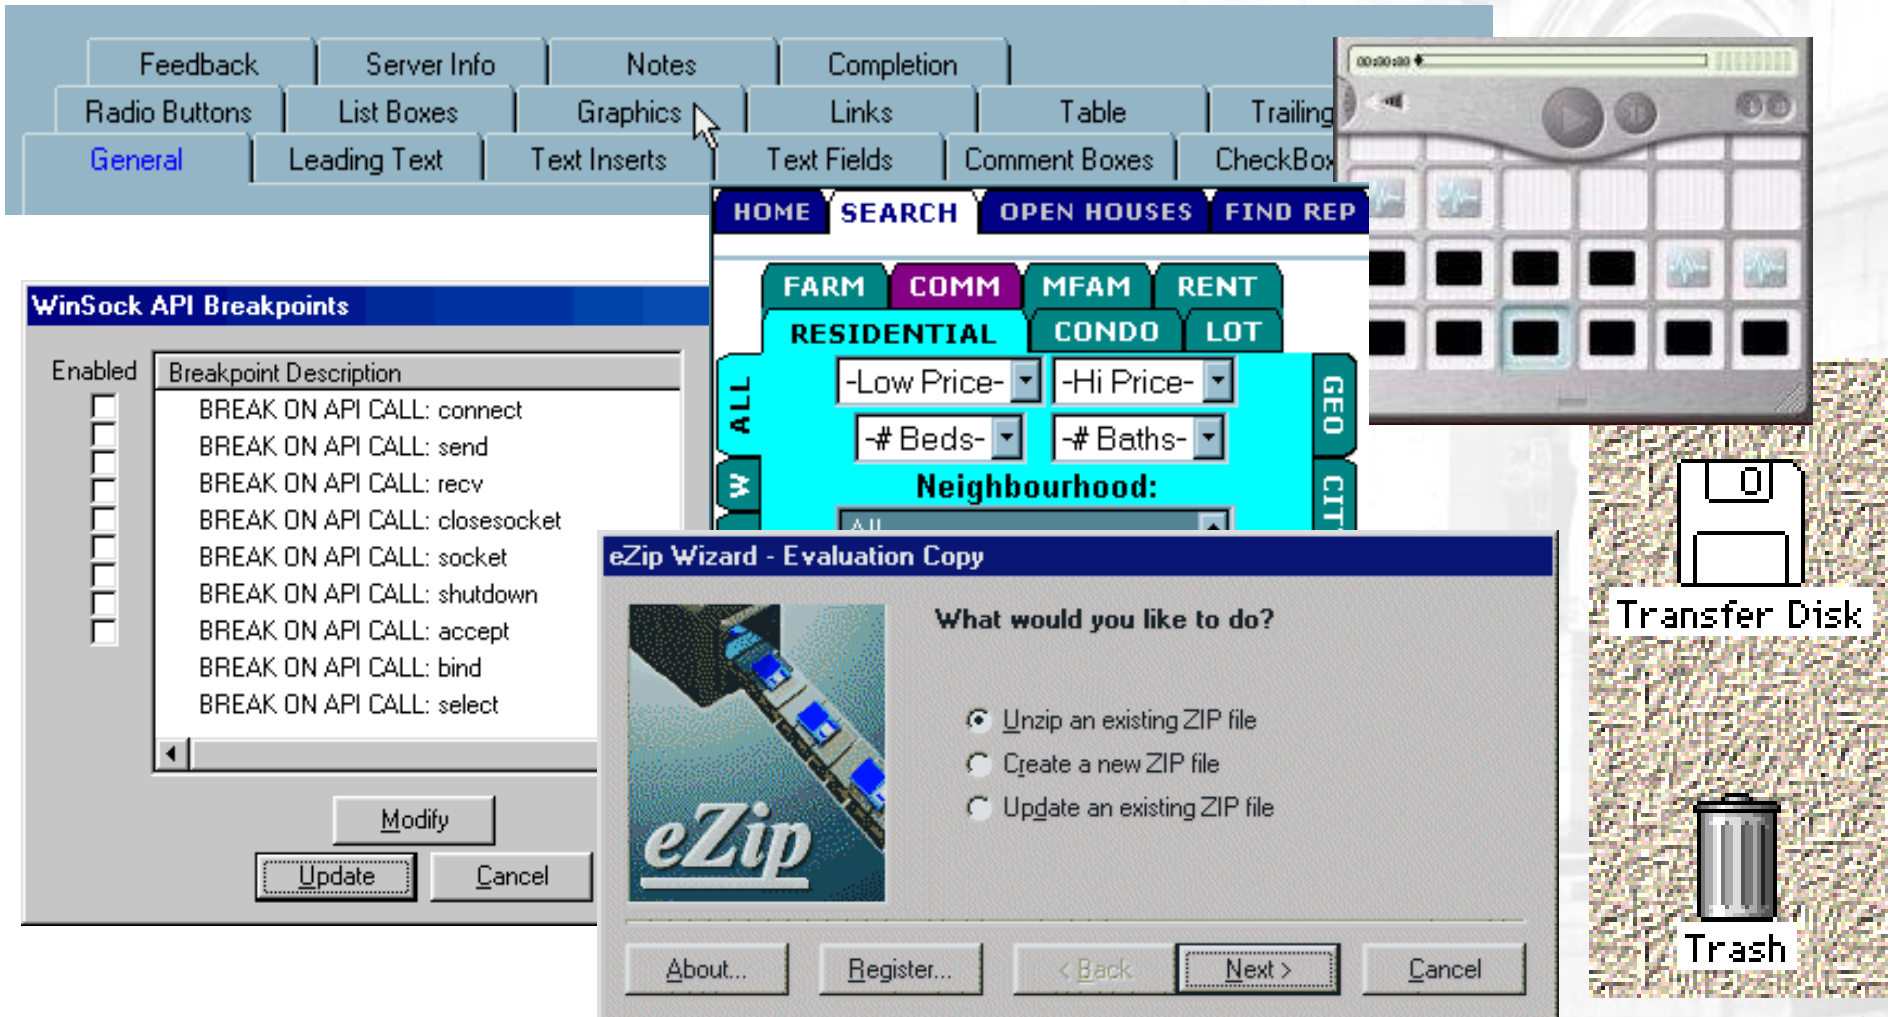 Feedback Server Info Notes Completion
Radio Buttons List Boxes Graphics Links Table Trailing
General Leading Text Text Inserts Text Fields Comment Boxes CheckBox
00:00:00
HOME SEARCH OPEN HOUSES FIND REP
FARM COMM MFAM RENT
RESIDENTIAL CONDO LOT
ALL
-Low Price- -Hi Price-
GEO
-# Beds- -# Baths-
W
Neighbourhood:
CIT
All
WinSock API Breakpoints
Enabled Breakpoint Description
BREAK ON API CALL: connect
BREAK ON API CALL: send
BREAK ON API CALL: recv
BREAK ON API CALL: closesocket
BREAK ON API CALL: socket
BREAK ON API CALL: shutdown
BREAK ON API CALL: accept
BREAK ON API CALL: bind
BREAK ON API CALL: select
Modify
Update Cancel
eZip Wizard - Evaluation Copy
What would you like to do?
Unzip an existing ZIP file
Create a new ZIP file
Update an existing ZIP file
eZip
About... Register... < Back Next > Cancel
Transfer Disk
Trash